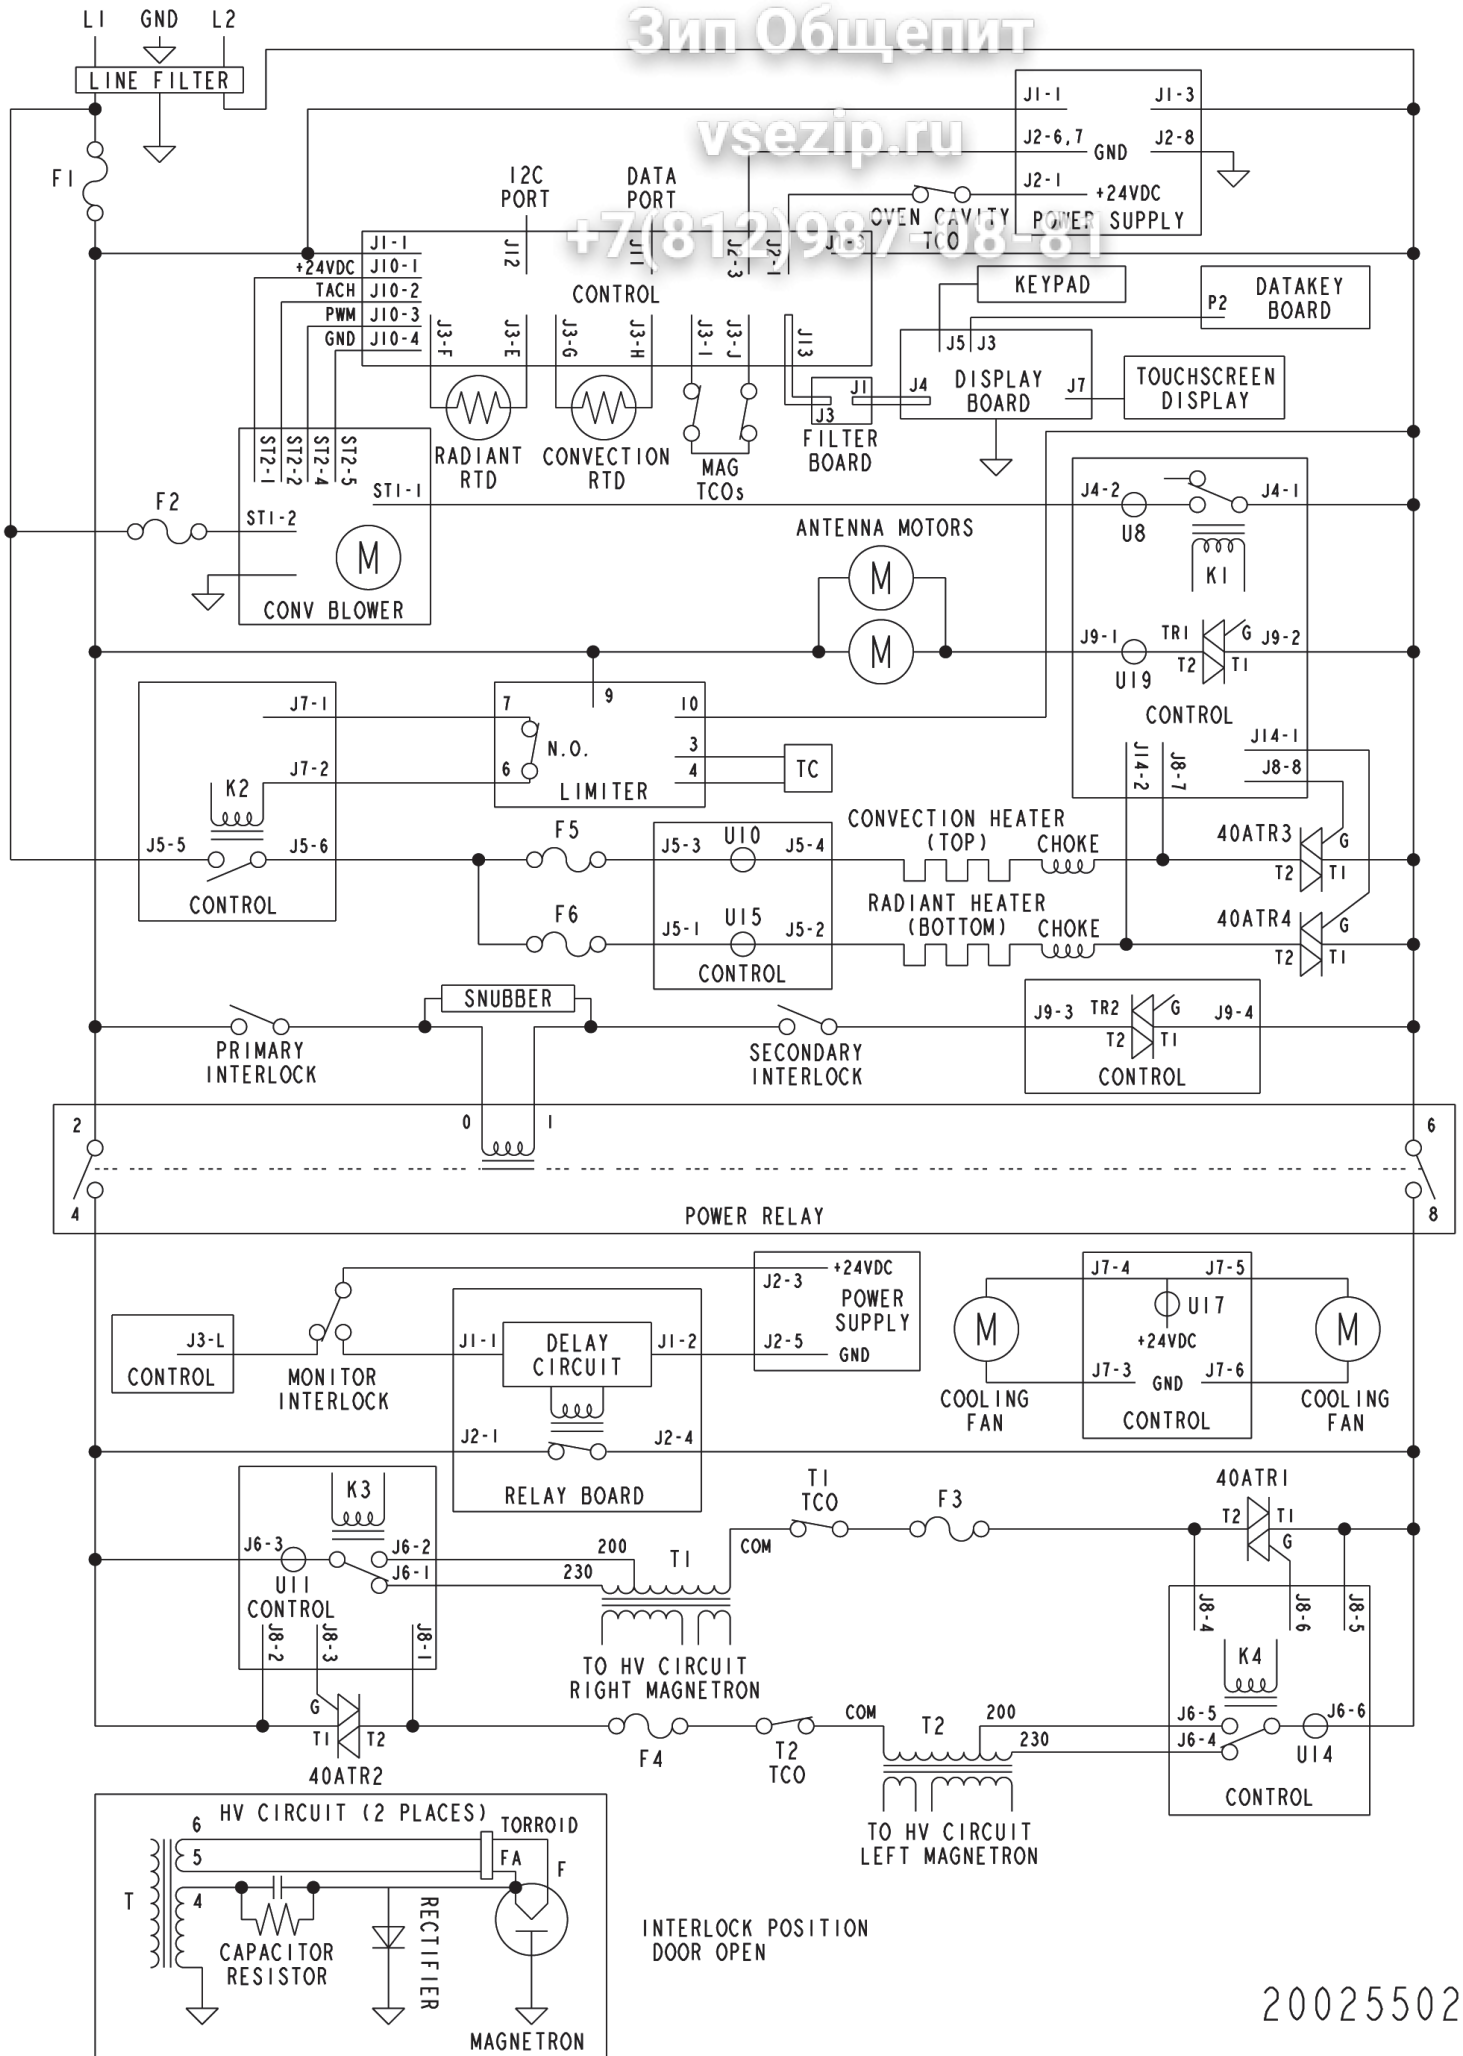 L1 GND L2
Зип Общепит
LINE FILTER
J1-1 J1-3
vsezip.ru
J2-6,7 GND J2-8
F1
I2C PORT
DATA PORT
J2-1 +24VDC
OVEN CAVITY TCO
POWER SUPPLY
+7(812)987-08-81
J1-1 J12 J11 J2-3 J2-1 J1-3
+24VDC J10-1
TACH J10-2
CONTROL
PWM J10-3
GND J10-4
KEYPAD
P2 DATAKEY BOARD
J3-F J3-E J3-G J3-H J3-I J3-J J13
J5 J3
J1 J4 DISPLAY BOARD J7
TOUCHSCREEN DISPLAY
J3
FILTER BOARD
ST2-1 ST2-2 ST2-4 ST2-5
RADIANT RTD
CONVECTION RTD
MAG TCOs
F2
ST1-1
ST1-2
J4-2 J4-1
U8
K1
ANTENNA MOTORS
M
M
M
CONV BLOWER
J9-1 TR1 G J9-2
U19 T2 T1
CONTROL
J7-1 7 9 10
N.O.
3
J7-2 6 4 TC
K2
LIMITER
J14-1
J14-2 J8-7 J8-8
CONVECTION HEATER (TOP)
CHOKE
40ATR3 G
J5-5 J5-6 F5 J5-3 U10 J5-4
T2 T1
CONTROL
RADIANT HEATER (BOTTOM)
CHOKE
40ATR4 G
F6 J5-1 U15 J5-2
T2 T1
CONTROL
SNUBBER
J9-3 TR2 G J9-4
T2 T1
CONTROL
PRIMARY INTERLOCK
SECONDARY INTERLOCK
2 0 1 6
4 POWER RELAY 8
+24VDC
J2-3
POWER SUPPLY
J7-4 J7-5
U17
M
M
+24VDC
J3-L
CONTROL
MONITOR INTERLOCK
J1-1 DELAY CIRCUIT J1-2
J2-5 GND
J7-3 GND J7-6
COOLING FAN
CONTROL
COOLING FAN
J2-1 J2-4
RELAY BOARD
K3
T1 TCO
F3
40ATR1
T2 T1
G
J6-3 J6-2
U11 J6-1
CONTROL
200
230
T1
COM
J8-2 J8-3 J8-1
TO HV CIRCUIT
RIGHT MAGNETRON
J8-4 J8-6 J8-5
K4
G
T1 T2
40ATR2
F4
T2 TCO
COM
T2
200
230
J6-5 J6-6
J6-4 U14
CONTROL
TO HV CIRCUIT
LEFT MAGNETRON
HV CIRCUIT (2 PLACES)
6 TORROID
5 FA F
T 4
CAPACITOR
RESISTOR
RECTIFIER
MAGNETRON
INTERLOCK POSITION
DOOR OPEN
20025502